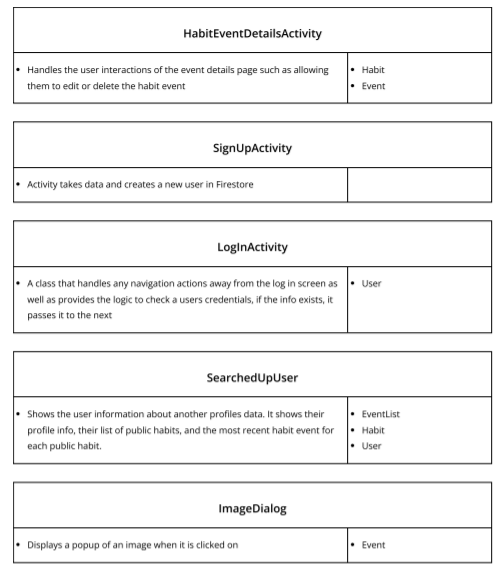 HabitEventDetailsActivity
• Handles the user interactions of the event details page such as allowing
them to edit or delete the habit event
• Habit
• Event
SignUpActivity
• Activity takes data and creates a new user in Firestore
LogInActivity
• A class that handles any navigation actions away from the log in screen as
well as provides the logic to check a users credentials, if the info exists, it
passes it to the next
• User
SearchedUpUser
• Shows the user information about another profiles data. It shows their
profile info, their list of public habits, and the most recent habit event for
each public habit.
• EventList
• Habit
• User
ImageDialog
• Displays a popup of an image when it is clicked on
• Event